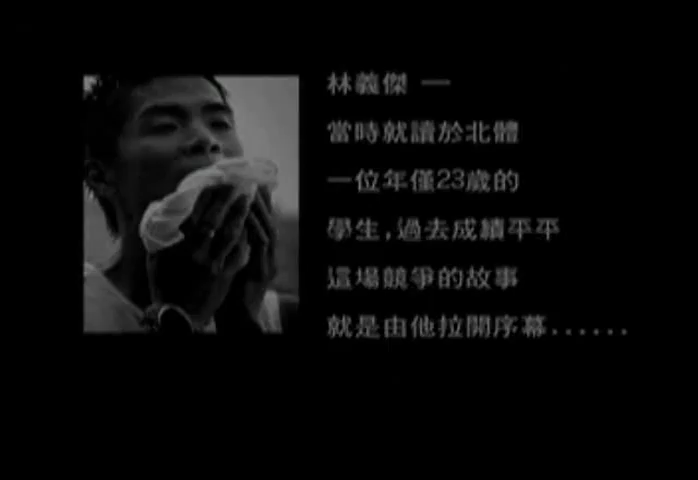 林義傑 —
當時就讀於北體
一位年僅23歲的
學生,過去成績平平
這場競爭的故事
就是由他拉開序幕......